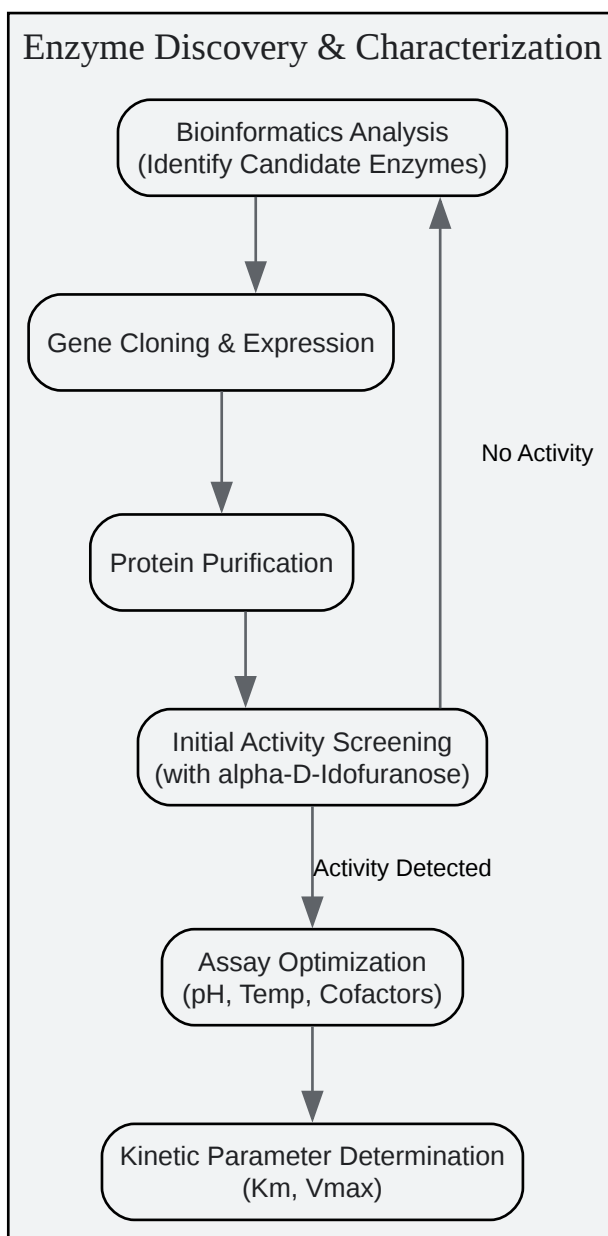 Enzyme Discovery & Characterization
Bioinformatics Analysis
(Identify Candidate Enzymes)
Gene Cloning & Expression
No Activity
Protein Purification
Initial Activity Screening
(with alpha-D-Idofuranose)
Activity Detected
Assay Optimization
(pH, Temp, Cofactors)
Kinetic Parameter Determination
(Km, Vmax)